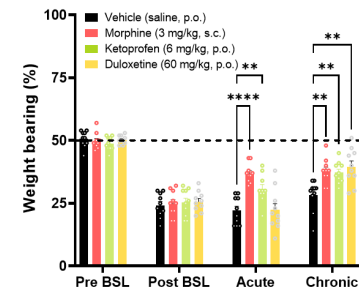 100
75
50
25
0
Weight bearing (%)
Vehicle (saline, p.o.)
Morphine (3 mg/kg, s.c.)
Ketoprofen (6 mg/kg, p.o.)
Duloxetine (60 mg/kg, p.o.)
**
****
**
**
**
Pre BSL Post BSL Acute Chronic